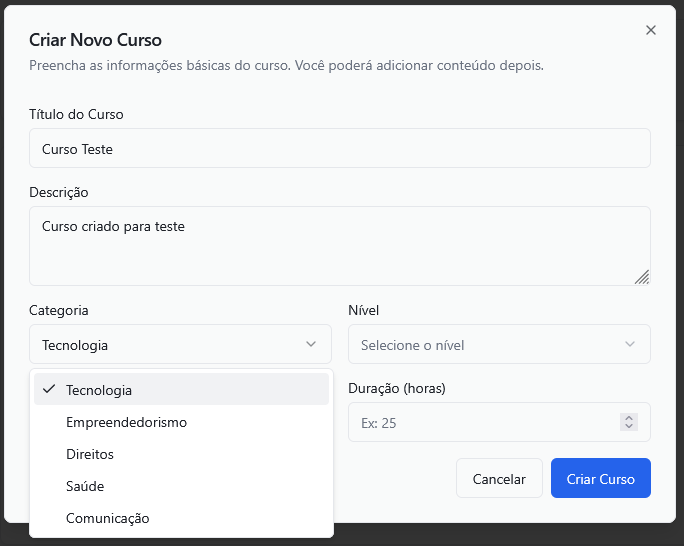 Criar Novo Curso
Preencha as informações básicas do curso. Você poderá adicionar conteúdo depois.
Título do Curso
Curso Teste
Descrição
Curso criado para teste
Categoria
Tecnologia
Nível
Selecione o nível
Tecnologia
Empreendedorismo
Direitos
Saúde
Comunicação
Duração (horas)
Ex: 25
Cancelar
Criar Curso